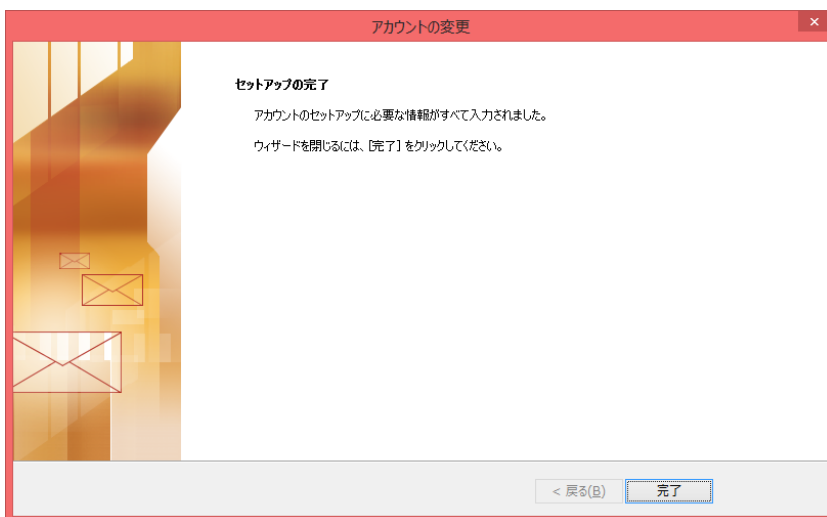 アカウントの変更
×
セットアップの完了
アカウントのセットアップに必要な情報がすべて入力されました。
ウィザードを閉じるには、[完了] をクリックしてください。
< 戻る(B)
完了